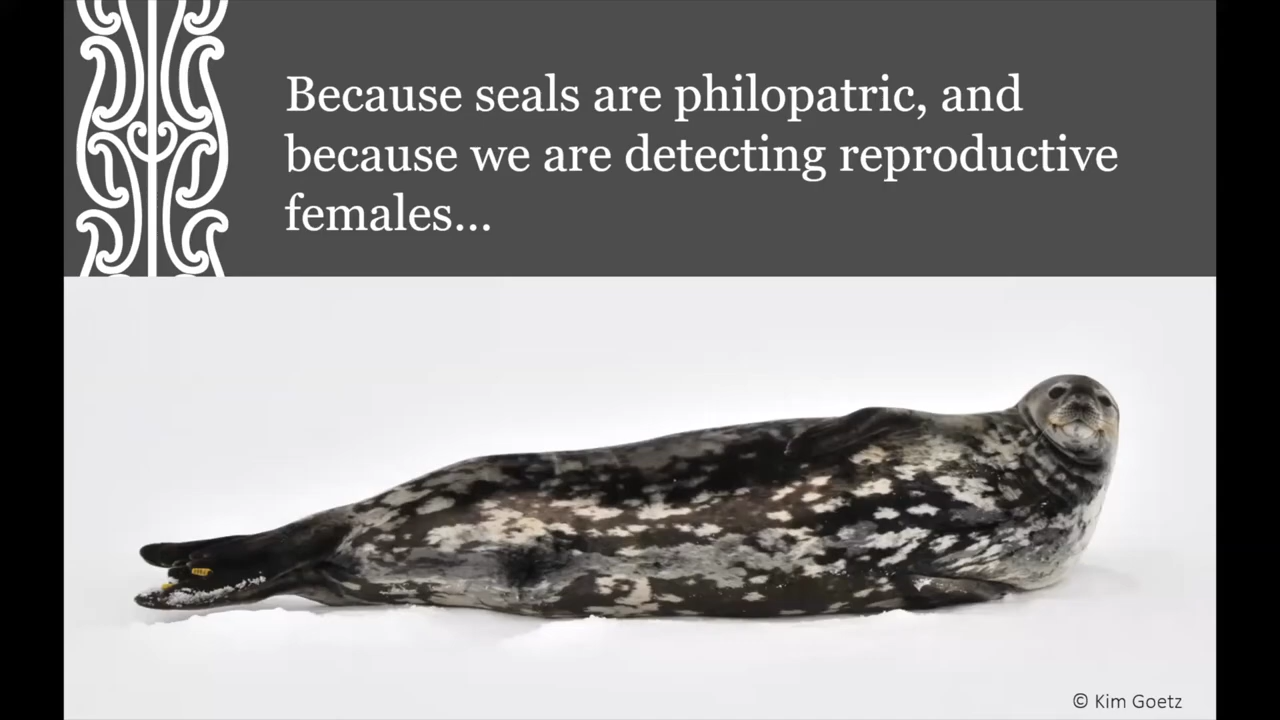 Because seals are philopatric, and
because we are detecting reproductive
females...
© Kim Goetz